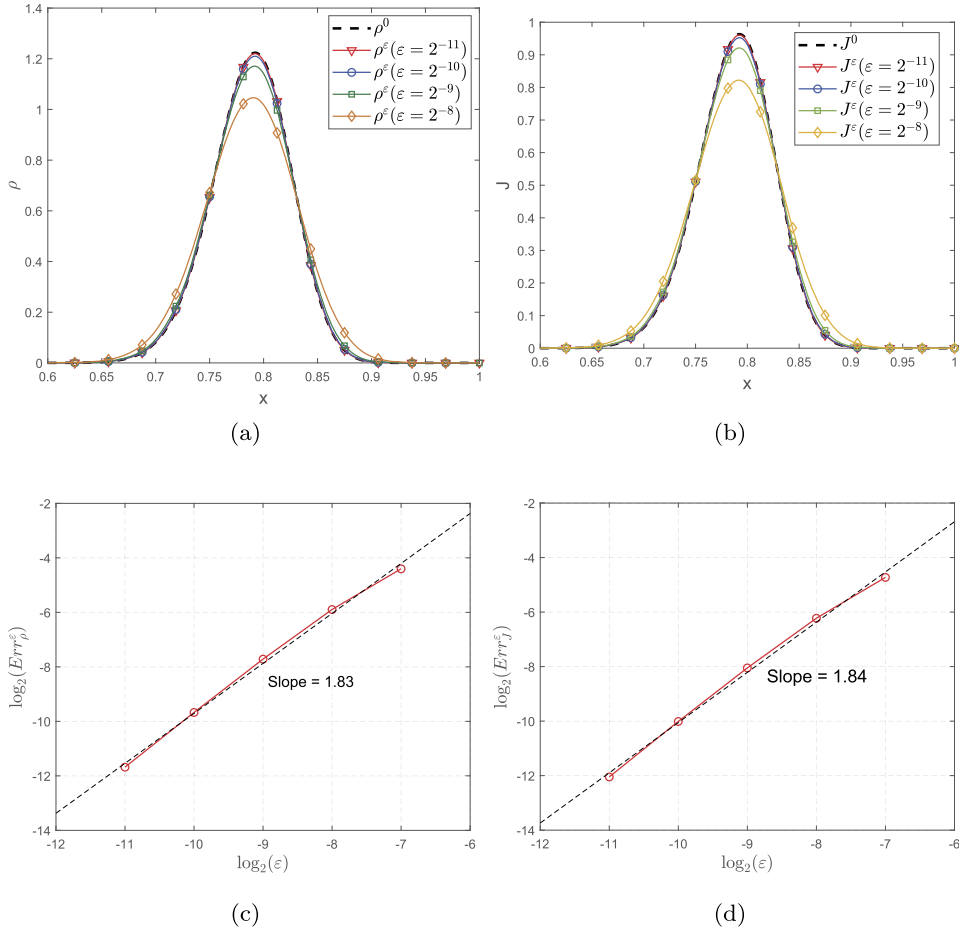 ρ⁰
ρ^ε(ε = 2⁻¹¹)
ρ^ε(ε = 2⁻¹⁰)
ρ^ε(ε = 2⁻⁹)
ρ^ε(ε = 2⁻⁸)
1.4
1.2
1
0.8
0.6
0.4
0.2
0
ρ
0.6 0.65 0.7 0.75 0.8 0.85 0.9 0.95 1
x
(a)
J⁰
J^ε(ε = 2⁻¹¹)
J^ε(ε = 2⁻¹⁰)
J^ε(ε = 2⁻⁹)
J^ε(ε = 2⁻⁸)
1
0.9
0.8
0.7
0.6
0.5
0.4
0.3
0.2
0.1
0
J
0.6 0.65 0.7 0.75 0.8 0.85 0.9 0.95 1
x
(b)
-2
-4
-6
-8
-10
-12
-14
log₂(Err_ρ^ε)
Slope = 1.83
-12 -11 -10 -9 -8 -7 -6
log₂(ε)
(c)
-2
-4
-6
-8
-10
-12
-14
log₂(Err_J^ε)
Slope = 1.84
-12 -11 -10 -9 -8 -7 -6
log₂(ε)
(d)